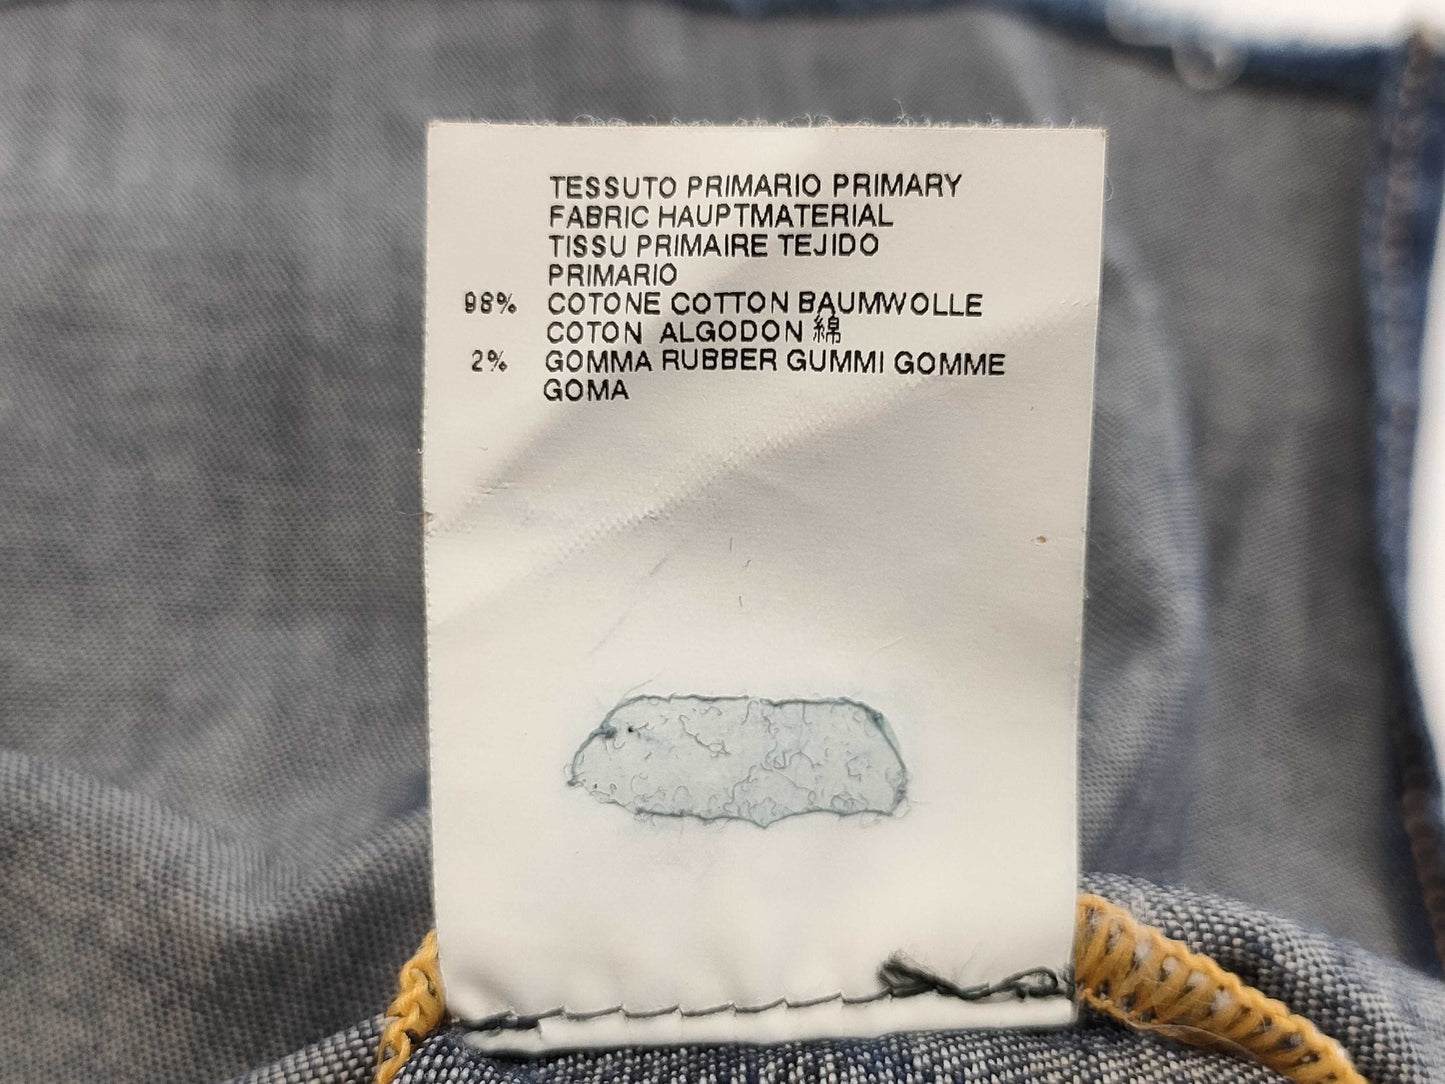 TESSUTO PRIMARIO PRIMARY
FABRIC HAUPTMATERIAL
TISSU PRIMAIRE TEJIDO
PRIMARIO
98% COTONE COTTON BAUMWOLLE
COTON ALGODON 綿
2% GOMMA RUBBER GUMMI GOMME
GOMA